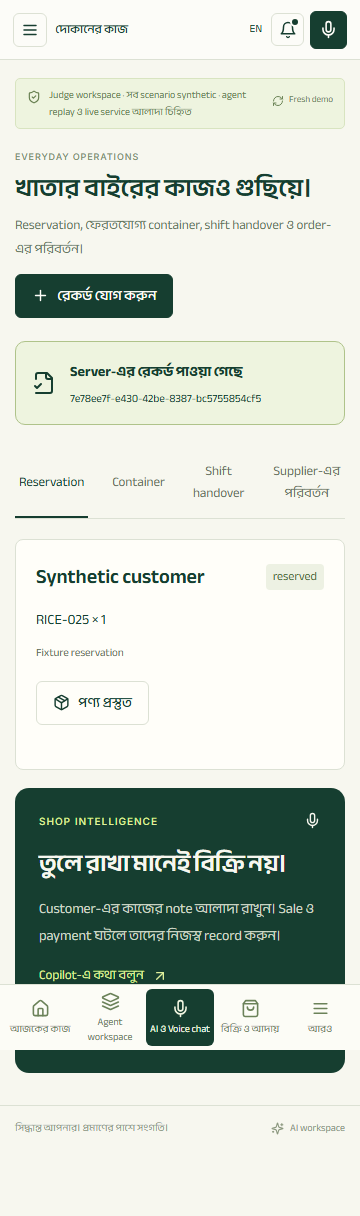 দোকানের কাজ
EN
Judge workspace · সব scenario synthetic · agent
replay ও live service আলাদা চিহ্নিত
Fresh demo
EVERYDAY OPERATIONS
খাতার বাইরের কাজও গুছিয়ে।
Reservation, ফেরতযোগ্য container, shift handover ও order-
এর পরিবর্তন।
রেকর্ড যোগ করুন
Server-এর রেকর্ড পাওয়া গেছে
7e78ee7f-e430-42be-8387-bc5755854cf5
Reservation
Container
Shift
handover
Supplier-এর
পরিবর্তন
Synthetic customer
reserved
RICE-025 × 1
Fixture reservation
পণ্য প্রস্তুত
SHOP INTELLIGENCE
তুলে রাখা মানেই বিক্রি নয়।
Customer-এর কাজের note আলাদা রাখুন। Sale ও
payment ঘটলে তাদের নিজস্ব record করুন।
Copilot-এ কথা বলুন
আজকের কাজ
Agent
workspace
AI ও Voice chat
বিক্রি ও আদায়
আরও
সিদ্ধান্ত আপনার। প্রমাণের পাশে সংগতি।
AI workspace